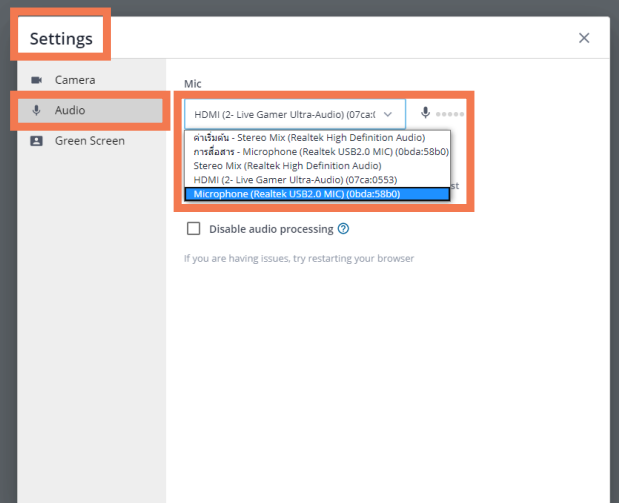 Settings
Camera
Audio
Green Screen
Mic
HDMI (2- Live Gamer Ultra-Audio) (07ca:(
ค่าเริ่มต้น - Stereo Mix (Realtek High Definition Audio)
การสื่อสาร - Microphone (Realtek USB2.0 MIC) (0bda:58b0)
Stereo Mix (Realtek High Definition Audio)
HDMI (2- Live Gamer Ultra-Audio) (07ca:0553)
Microphone (Realtek USB2.0 MIC) (0bda:58b0)
Disable audio processing
If you are having issues, try restarting your browser